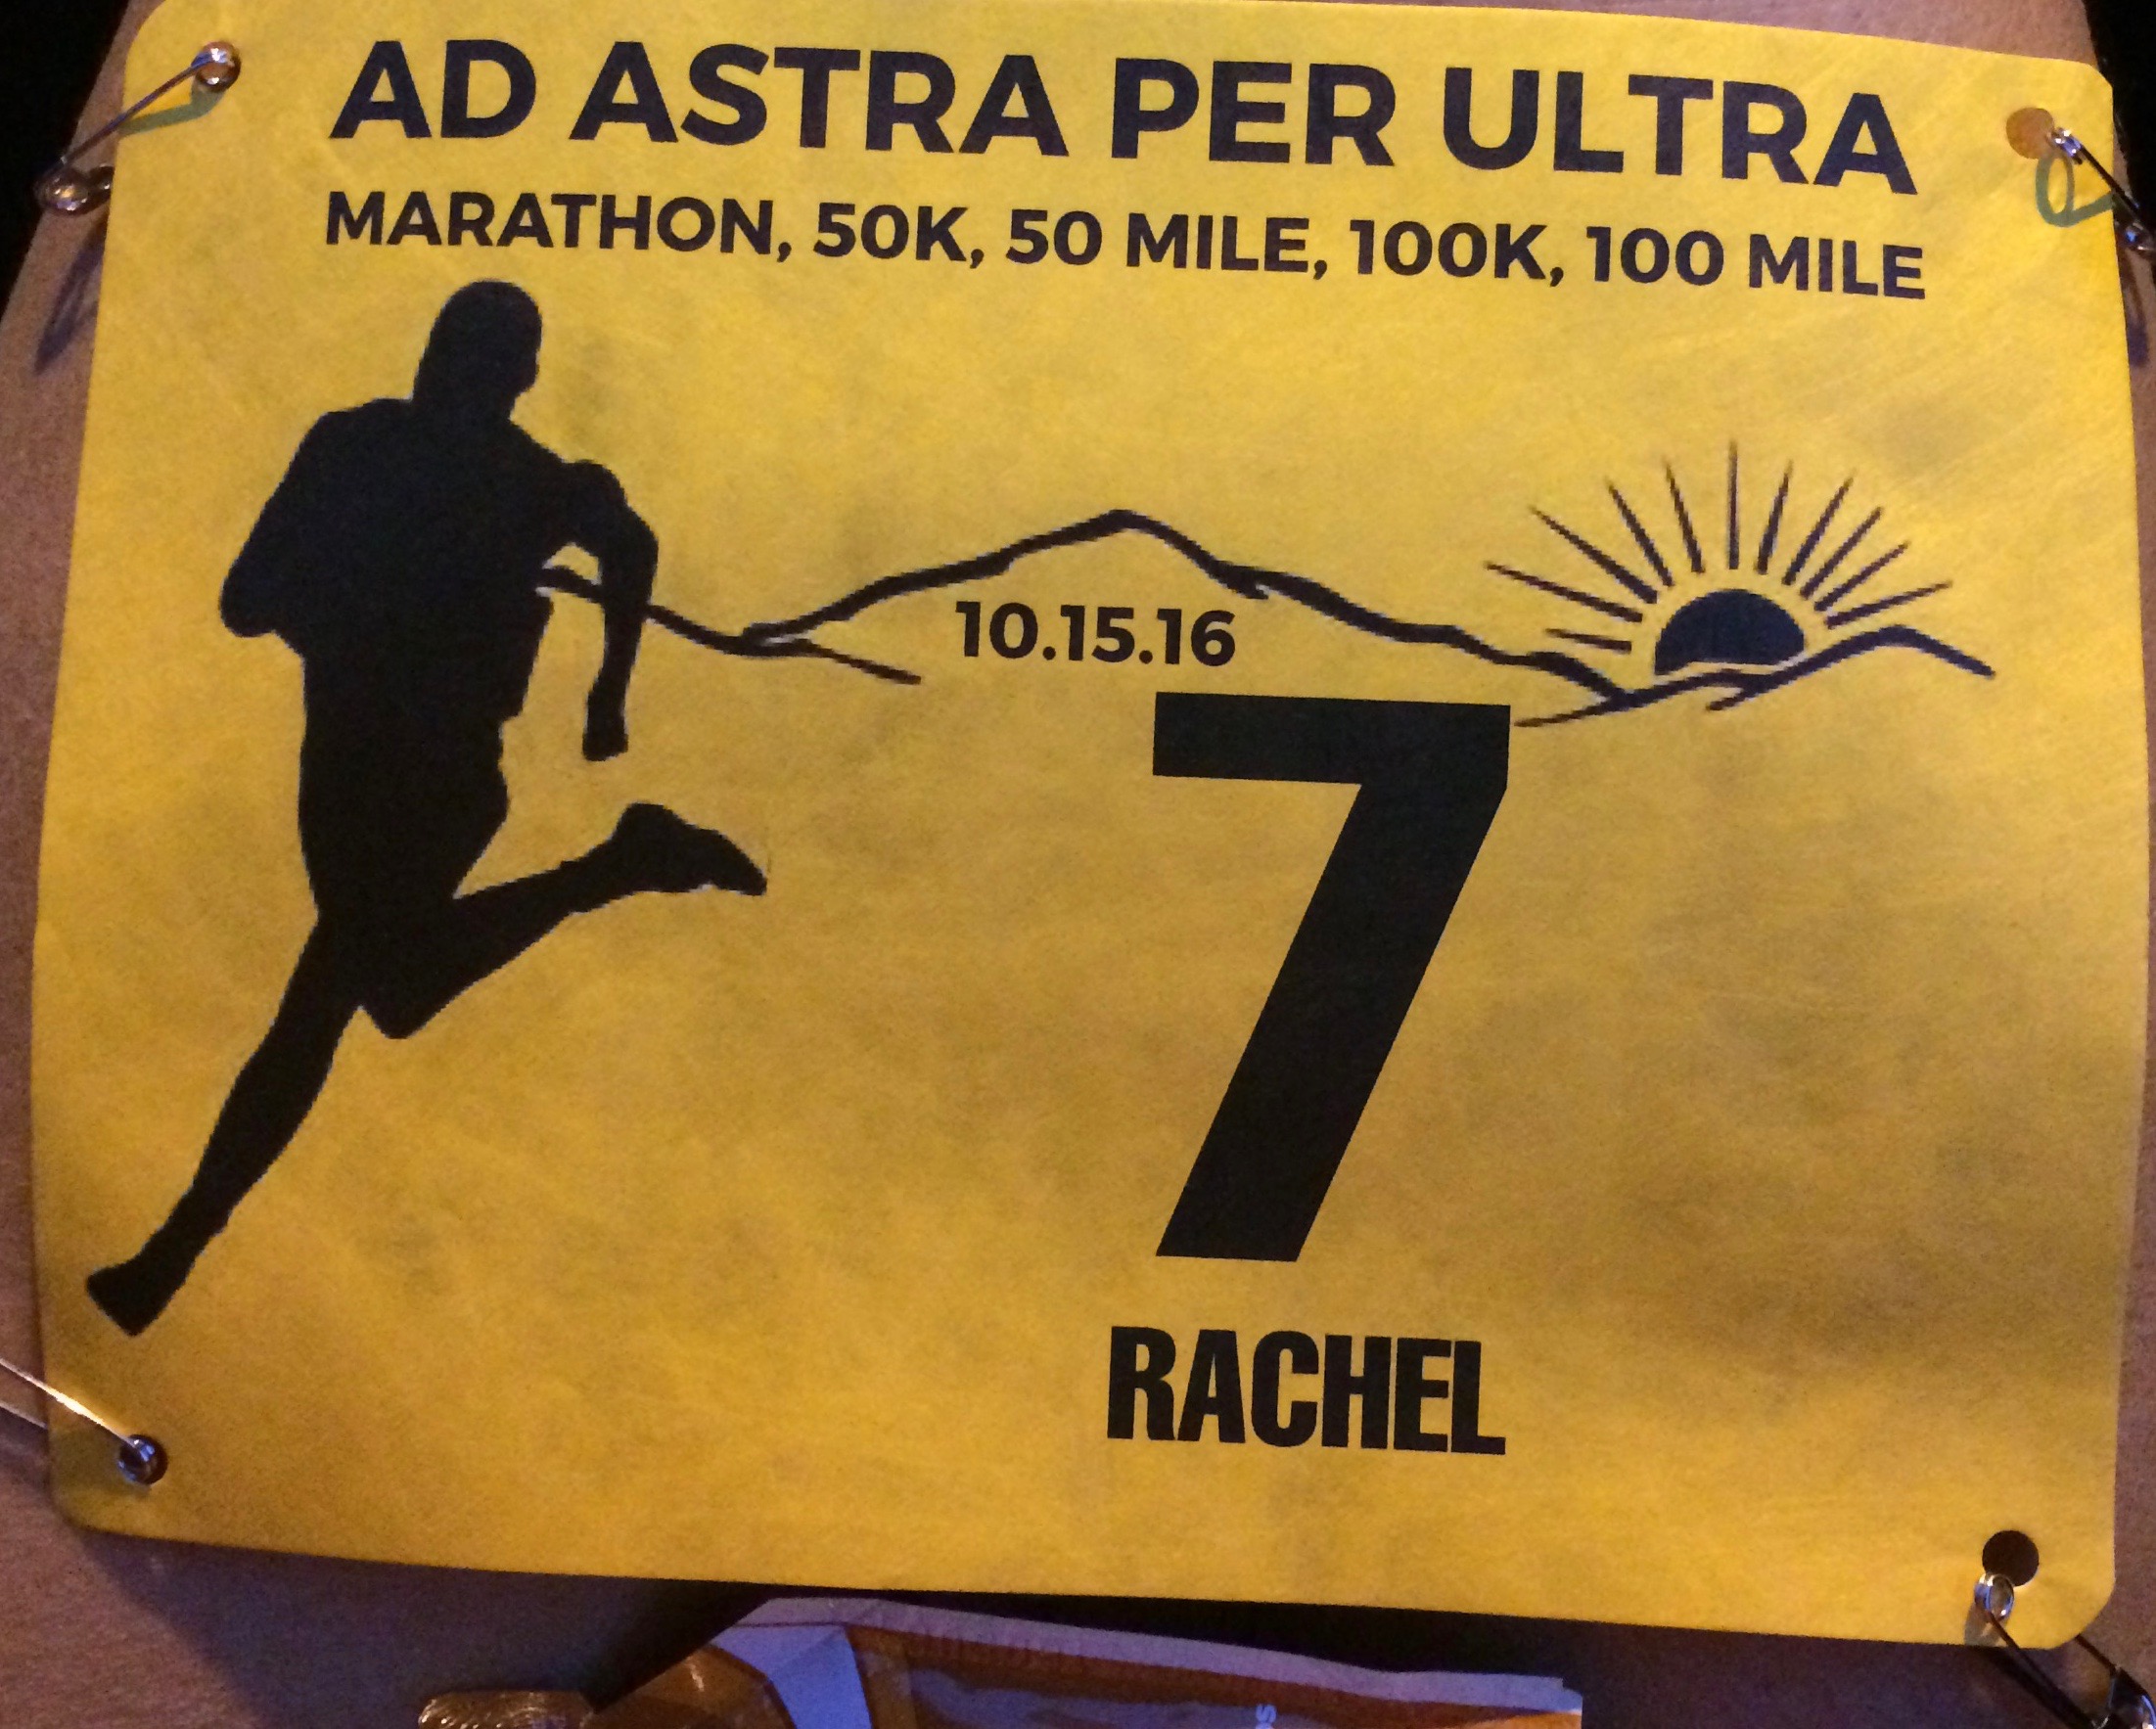 AD ASTRA PER ULTRA
MARATHON, 50K, 50 MILE, 100K, 100 MILE
10.15.16
7
RACHEL